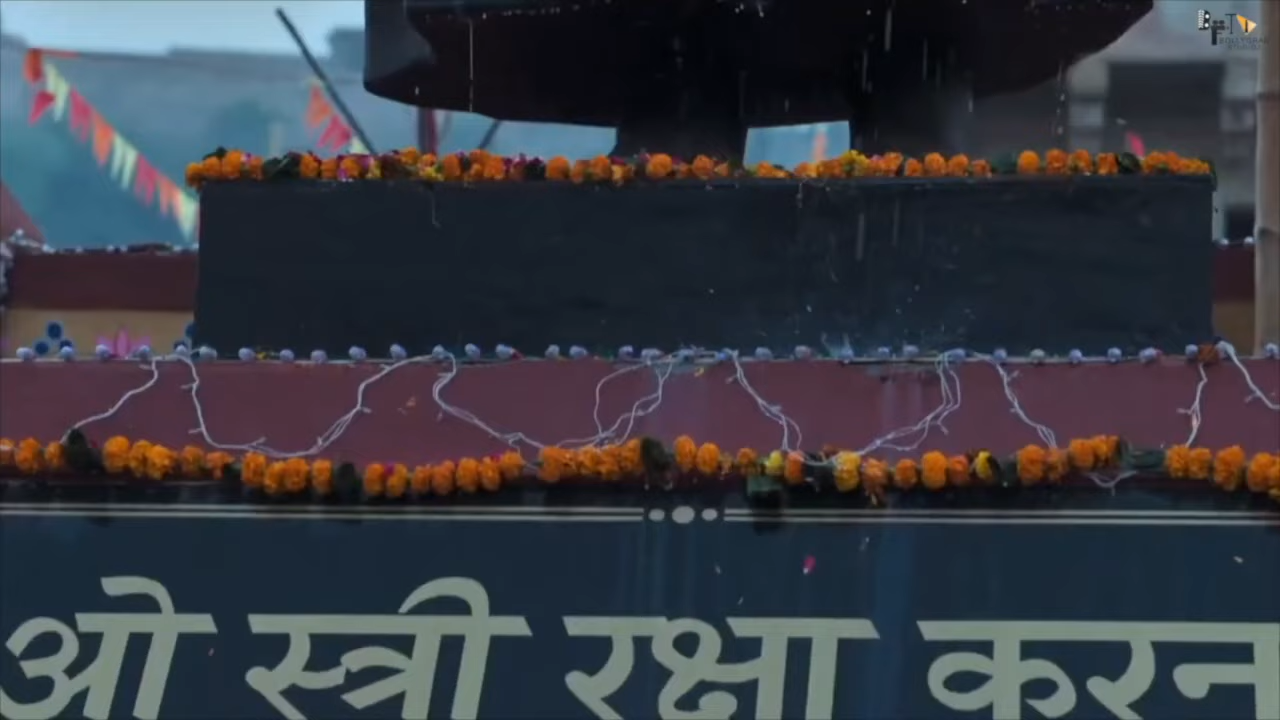 ओ स्त्री रक्षा करन